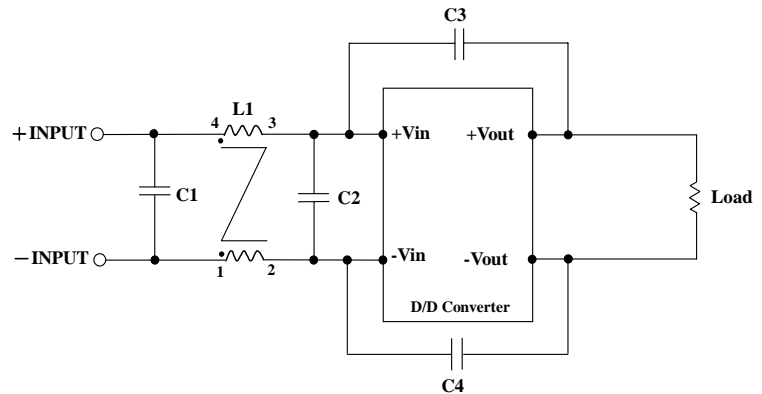 C3
L1
4 3
+INPUT
+Vin
+Vout
C1
C2
Load
−INPUT
-Vin
-Vout
1 2
D/D Converter
C4